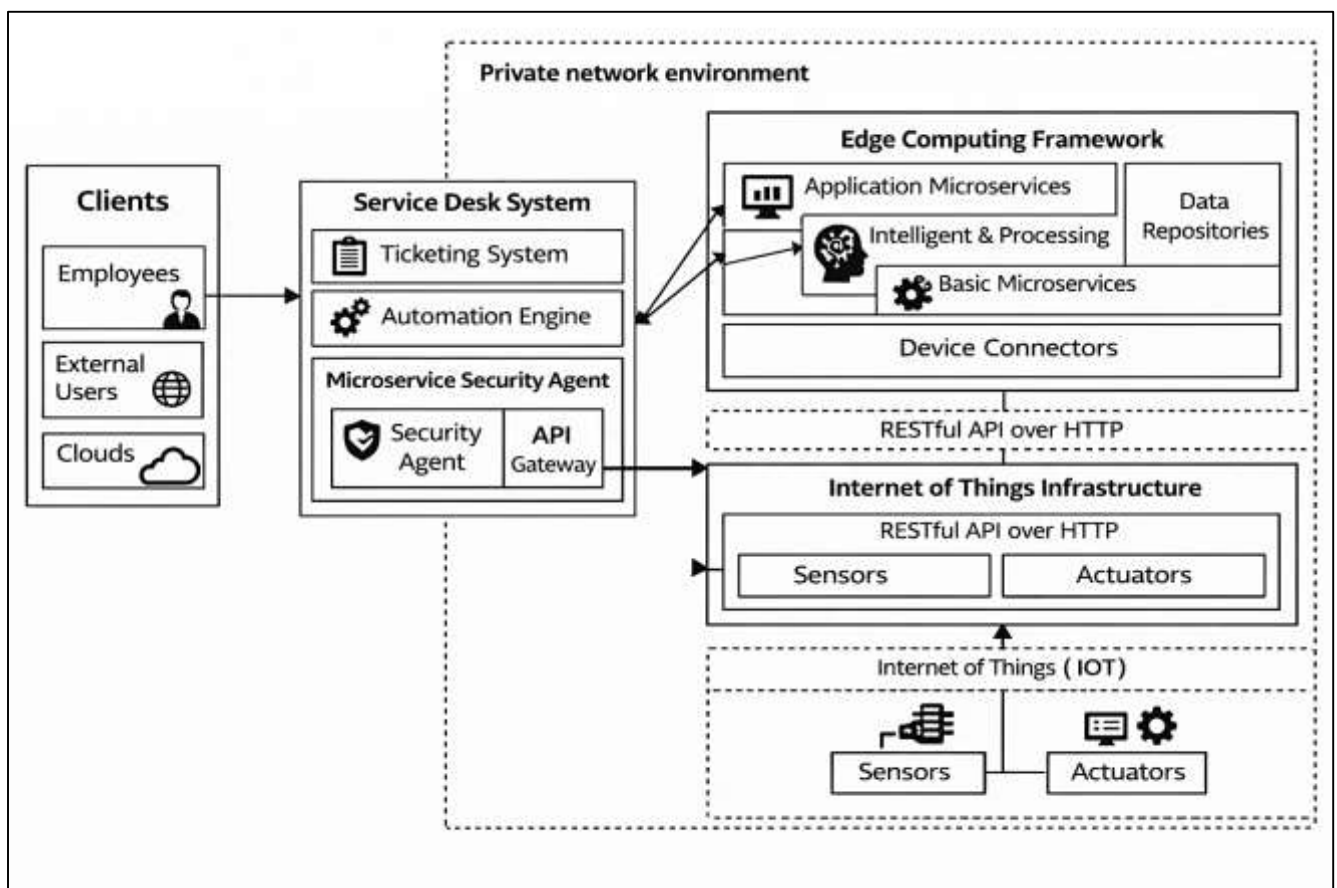 Private network environment
Clients
Employees
External
Users
Clouds
Service Desk System
Ticketing System
Automation Engine
Microservice Security Agent
Security
Agent
API
Gateway
Edge Computing Framework
Application Microservices
Intelligent & Processing
Basic Microservices
Data
Repositories
Device Connectors
RESTful API over HTTP
Internet of Things Infrastructure
RESTful API over HTTP
Sensors
Actuators
Internet of Things (IOT)
Sensors
Actuators